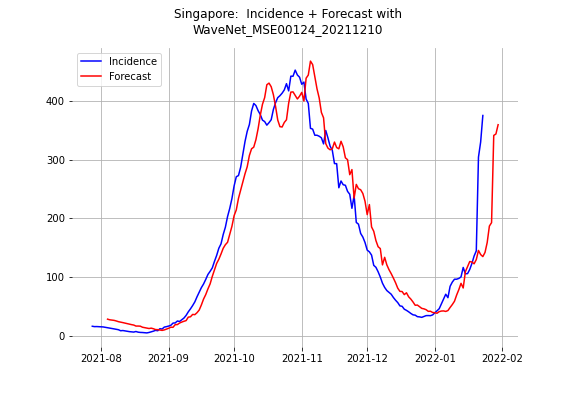 Singapore:  Incidence + Forecast with
WaveNet_MSE00124_20211210
Incidence
Forecast
400
300
200
100
0
2021-08 2021-09 2021-10 2021-11 2021-12 2022-01 2022-02